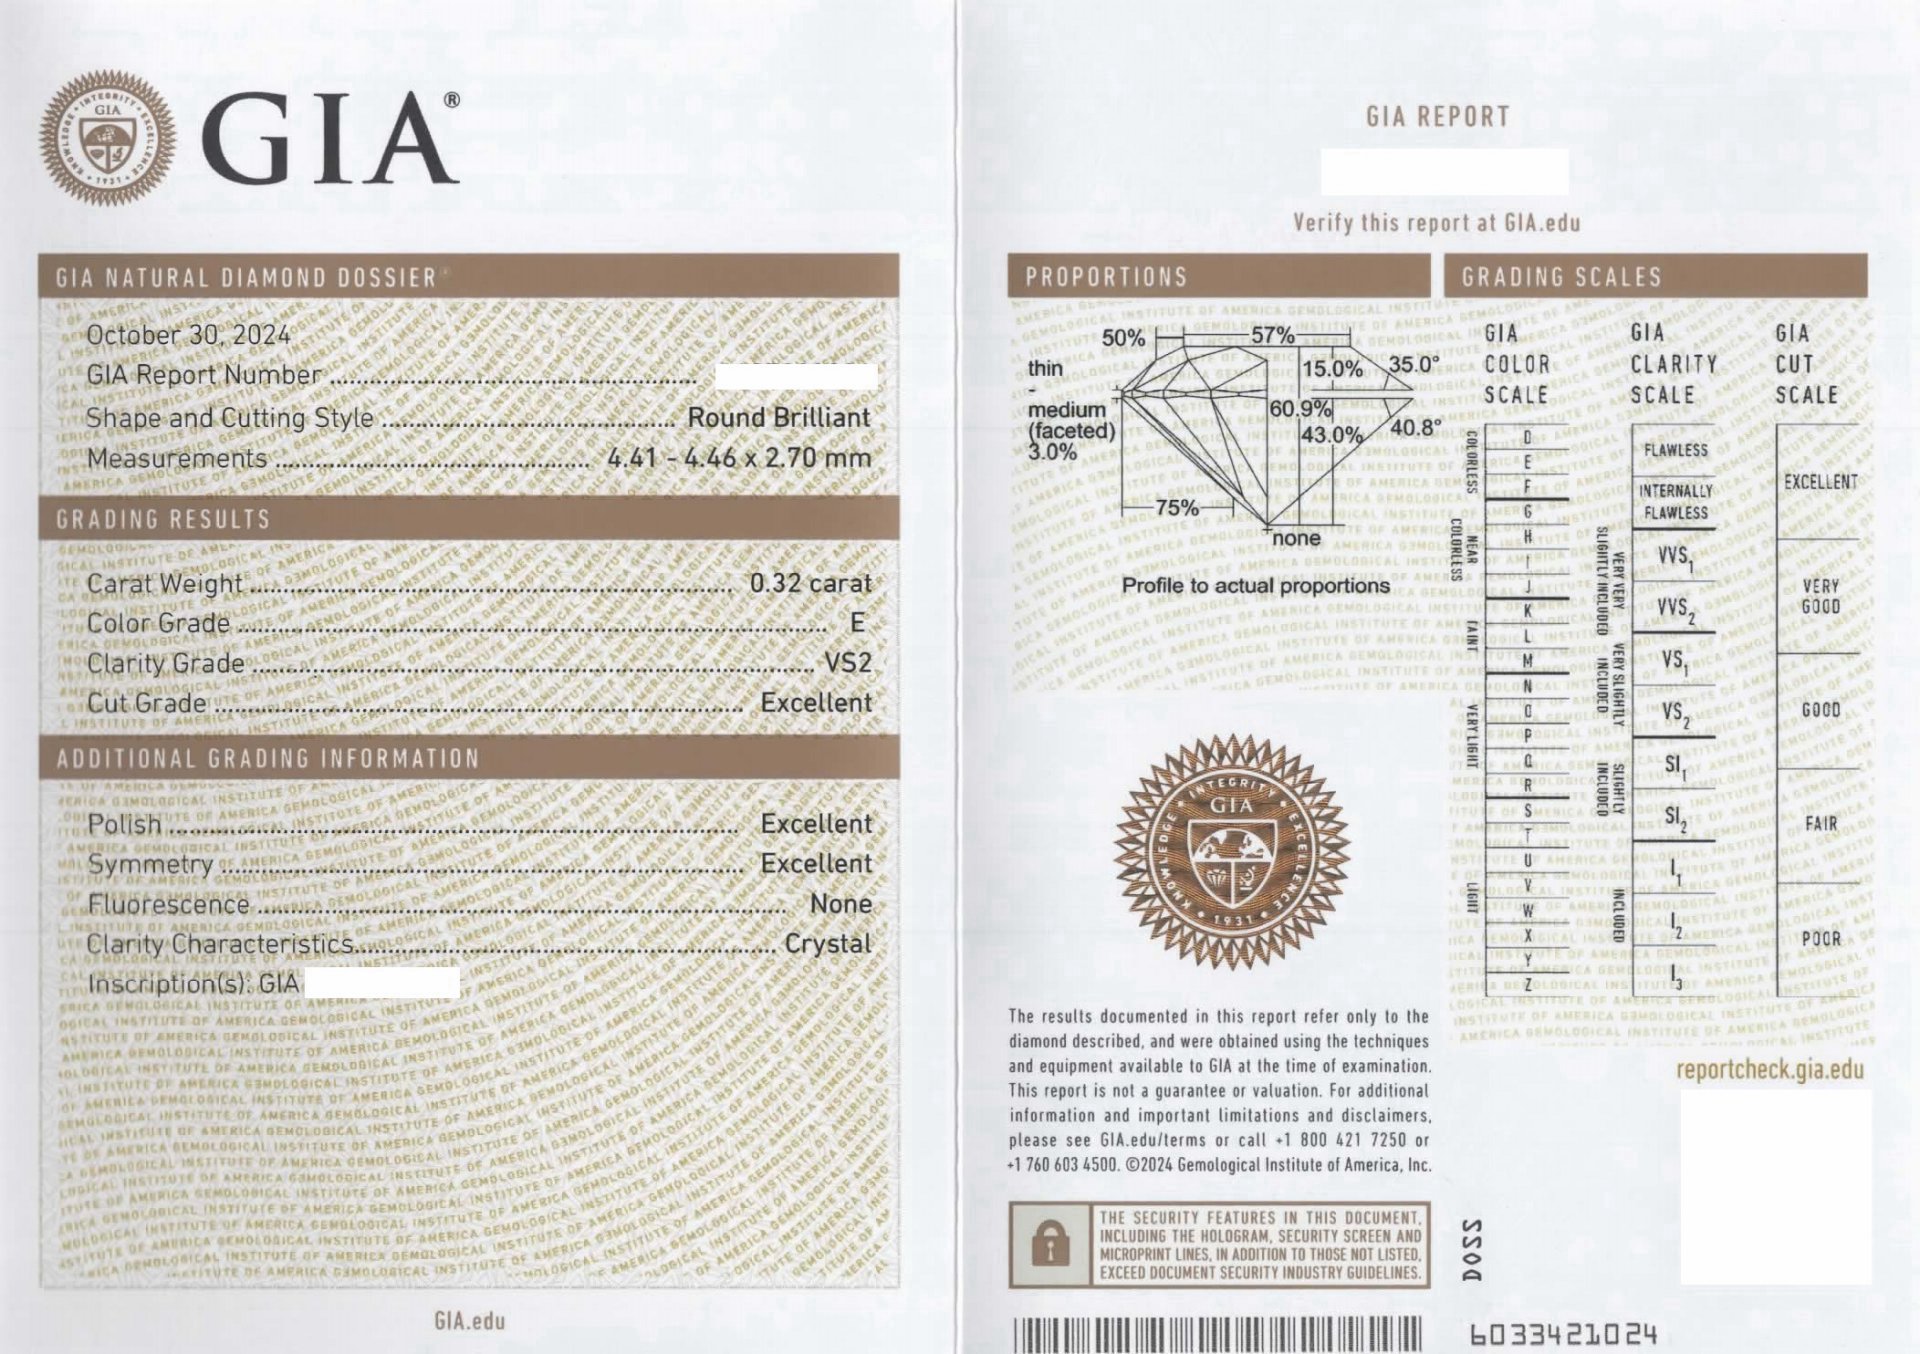 GIA®
GIA NATURAL DIAMOND DOSSIER®
October 30, 2024
GIA Report Number
Shape and Cutting Style Round Brilliant
Measurements 4.41 - 4.46 x 2.70 mm
GRADING RESULTS
Carat Weight 0.32 carat
Color Grade E
Clarity Grade VS2
Cut Grade Excellent
ADDITIONAL GRADING INFORMATION
Polish Excellent
Symmetry Excellent
Fluorescence None
Clarity Characteristics Crystal
Inscription(s): GIA
GIA.edu
GIA REPORT
Verify this report at GIA.edu
PROPORTIONS
50%
57%
thin
-
medium
(faceted)
3.0%
15.0%
35.0°
60.9%
43.0%
40.8°
75%
none
Profile to actual proportions
INTEGRITY
GIA
KNOWLEDGE
EXCELLENCE
1931
The results documented in this report refer only to the
diamond described, and were obtained using the techniques
and equipment available to GIA at the time of examination.
This report is not a guarantee or valuation. For additional
information and important limitations and disclaimers,
please see GIA.edu/terms or call +1 800 421 7250 or
+1 760 603 4500. ©2024 Gemological Institute of America, Inc.
THE SECURITY FEATURES IN THIS DOCUMENT,
INCLUDING THE HOLOGRAM, SECURITY SCREEN AND
MICROPRINT LINES, IN ADDITION TO THOSE NOT LISTED,
EXCEED DOCUMENT SECURITY INDUSTRY GUIDELINES.
GRADING SCALES
GIA
COLOR
SCALE
COLORLESS
D
E
F
NEAR
COLORLESS
G
H
I
J
FAINT
K
L
M
VERY LIGHT
N
O
P
Q
R
LIGHT
S
T
U
V
W
X
Y
Z
GIA
CLARITY
SCALE
FLAWLESS
INTERNALLY
FLAWLESS
VERY VERY
SLIGHTLY INCLUDED
VVS1
VVS2
VERY SLIGHTLY
INCLUDED
VS1
VS2
SLIGHTLY
INCLUDED
SI1
SI2
INCLUDED
I1
I2
I3
GIA
CUT
SCALE
EXCELLENT
VERY
GOOD
GOOD
FAIR
POOR
reportcheck.gia.edu
DOSS
6033421024